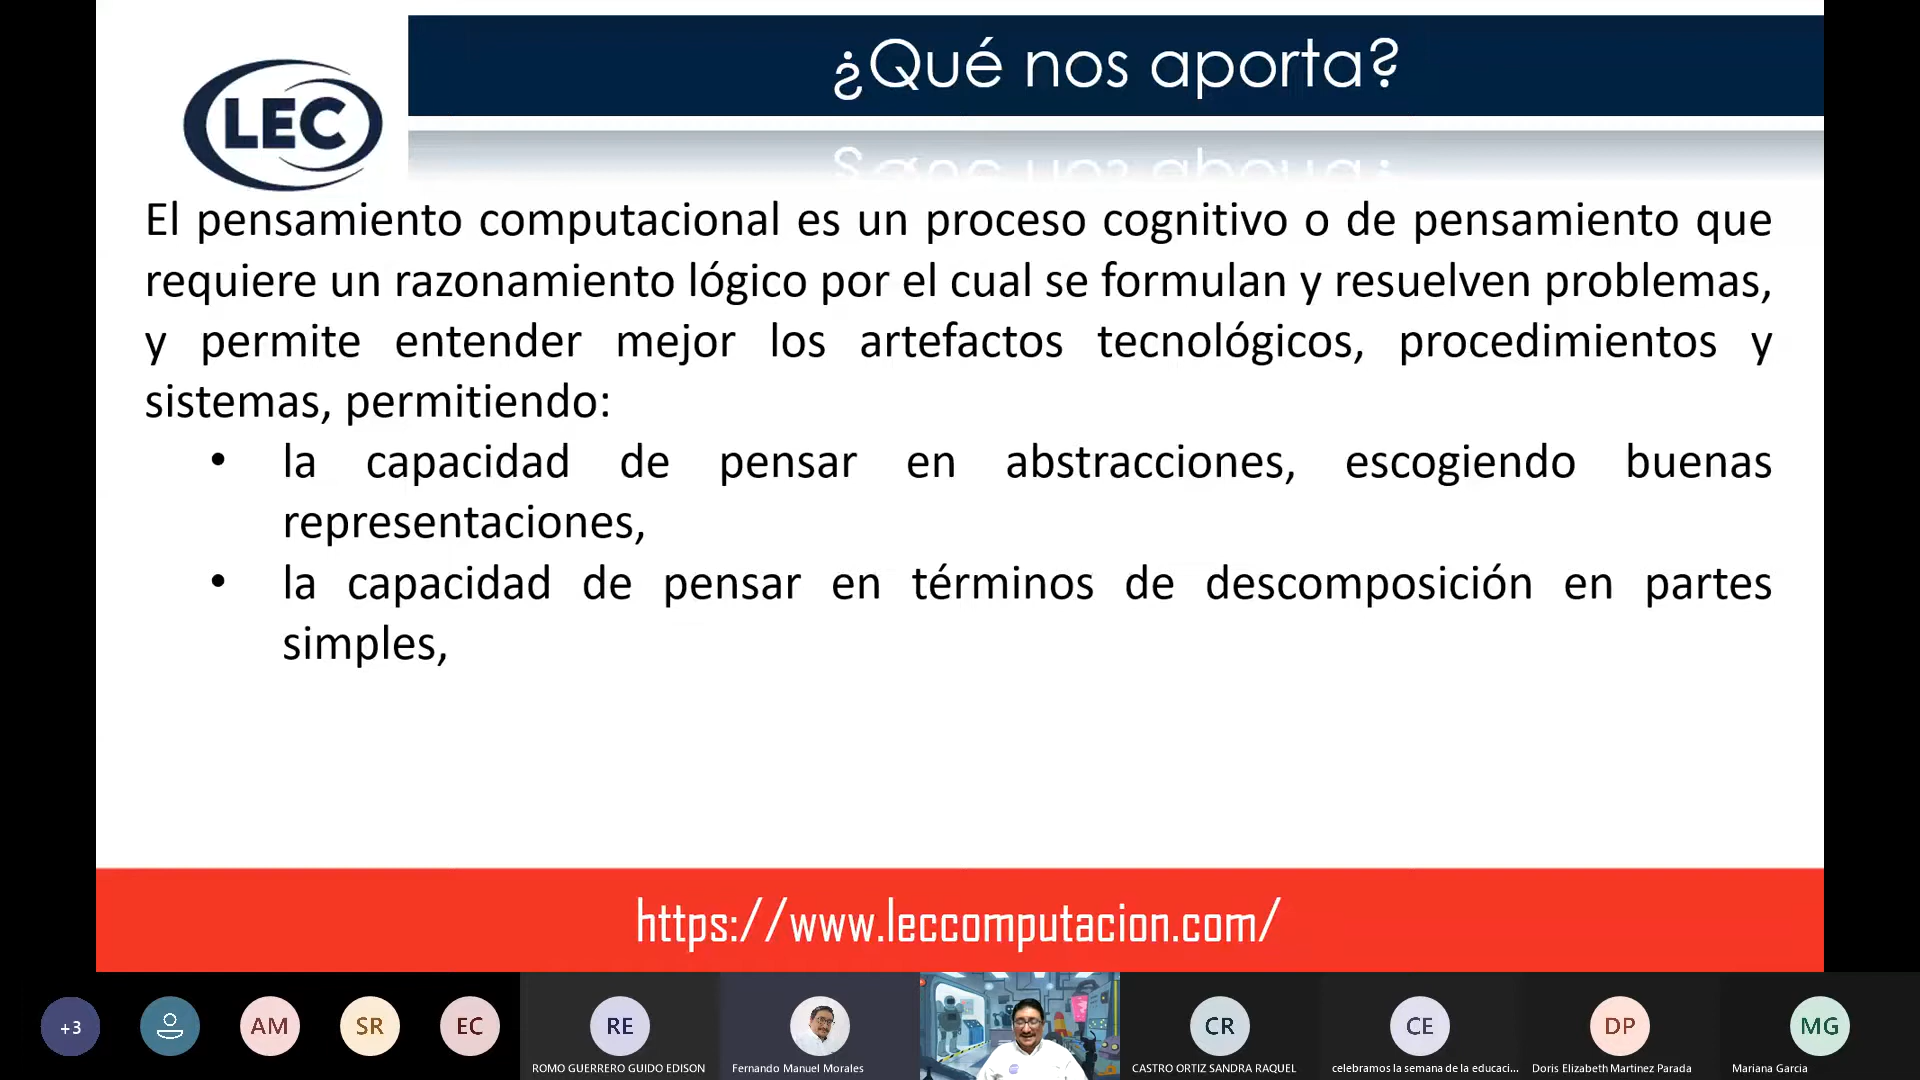 ¿Qué nos aporta?
LEC
El pensamiento computacional es un proceso cognitivo o de pensamiento que
requiere un razonamiento lógico por el cual se formulan y resuelven problemas,
y permite entender mejor los artefactos tecnológicos, procedimientos y
sistemas, permitiendo:
• la capacidad de pensar en abstracciones, escogiendo buenas
representaciones,
• la capacidad de pensar en términos de descomposición en partes
simples,
https://www.leccomputacion.com/
+3
AM
SR
EC
RE
CR
CE
DP
MG
ROMO GUERRERO GUIDO EDISON
Fernando Manuel Morales
CASTRO ORTIZ SANDRA RAQUEL
celebramos la semana de la educaci...
Doris Elizabeth Martinez Parada
Mariana Garcia